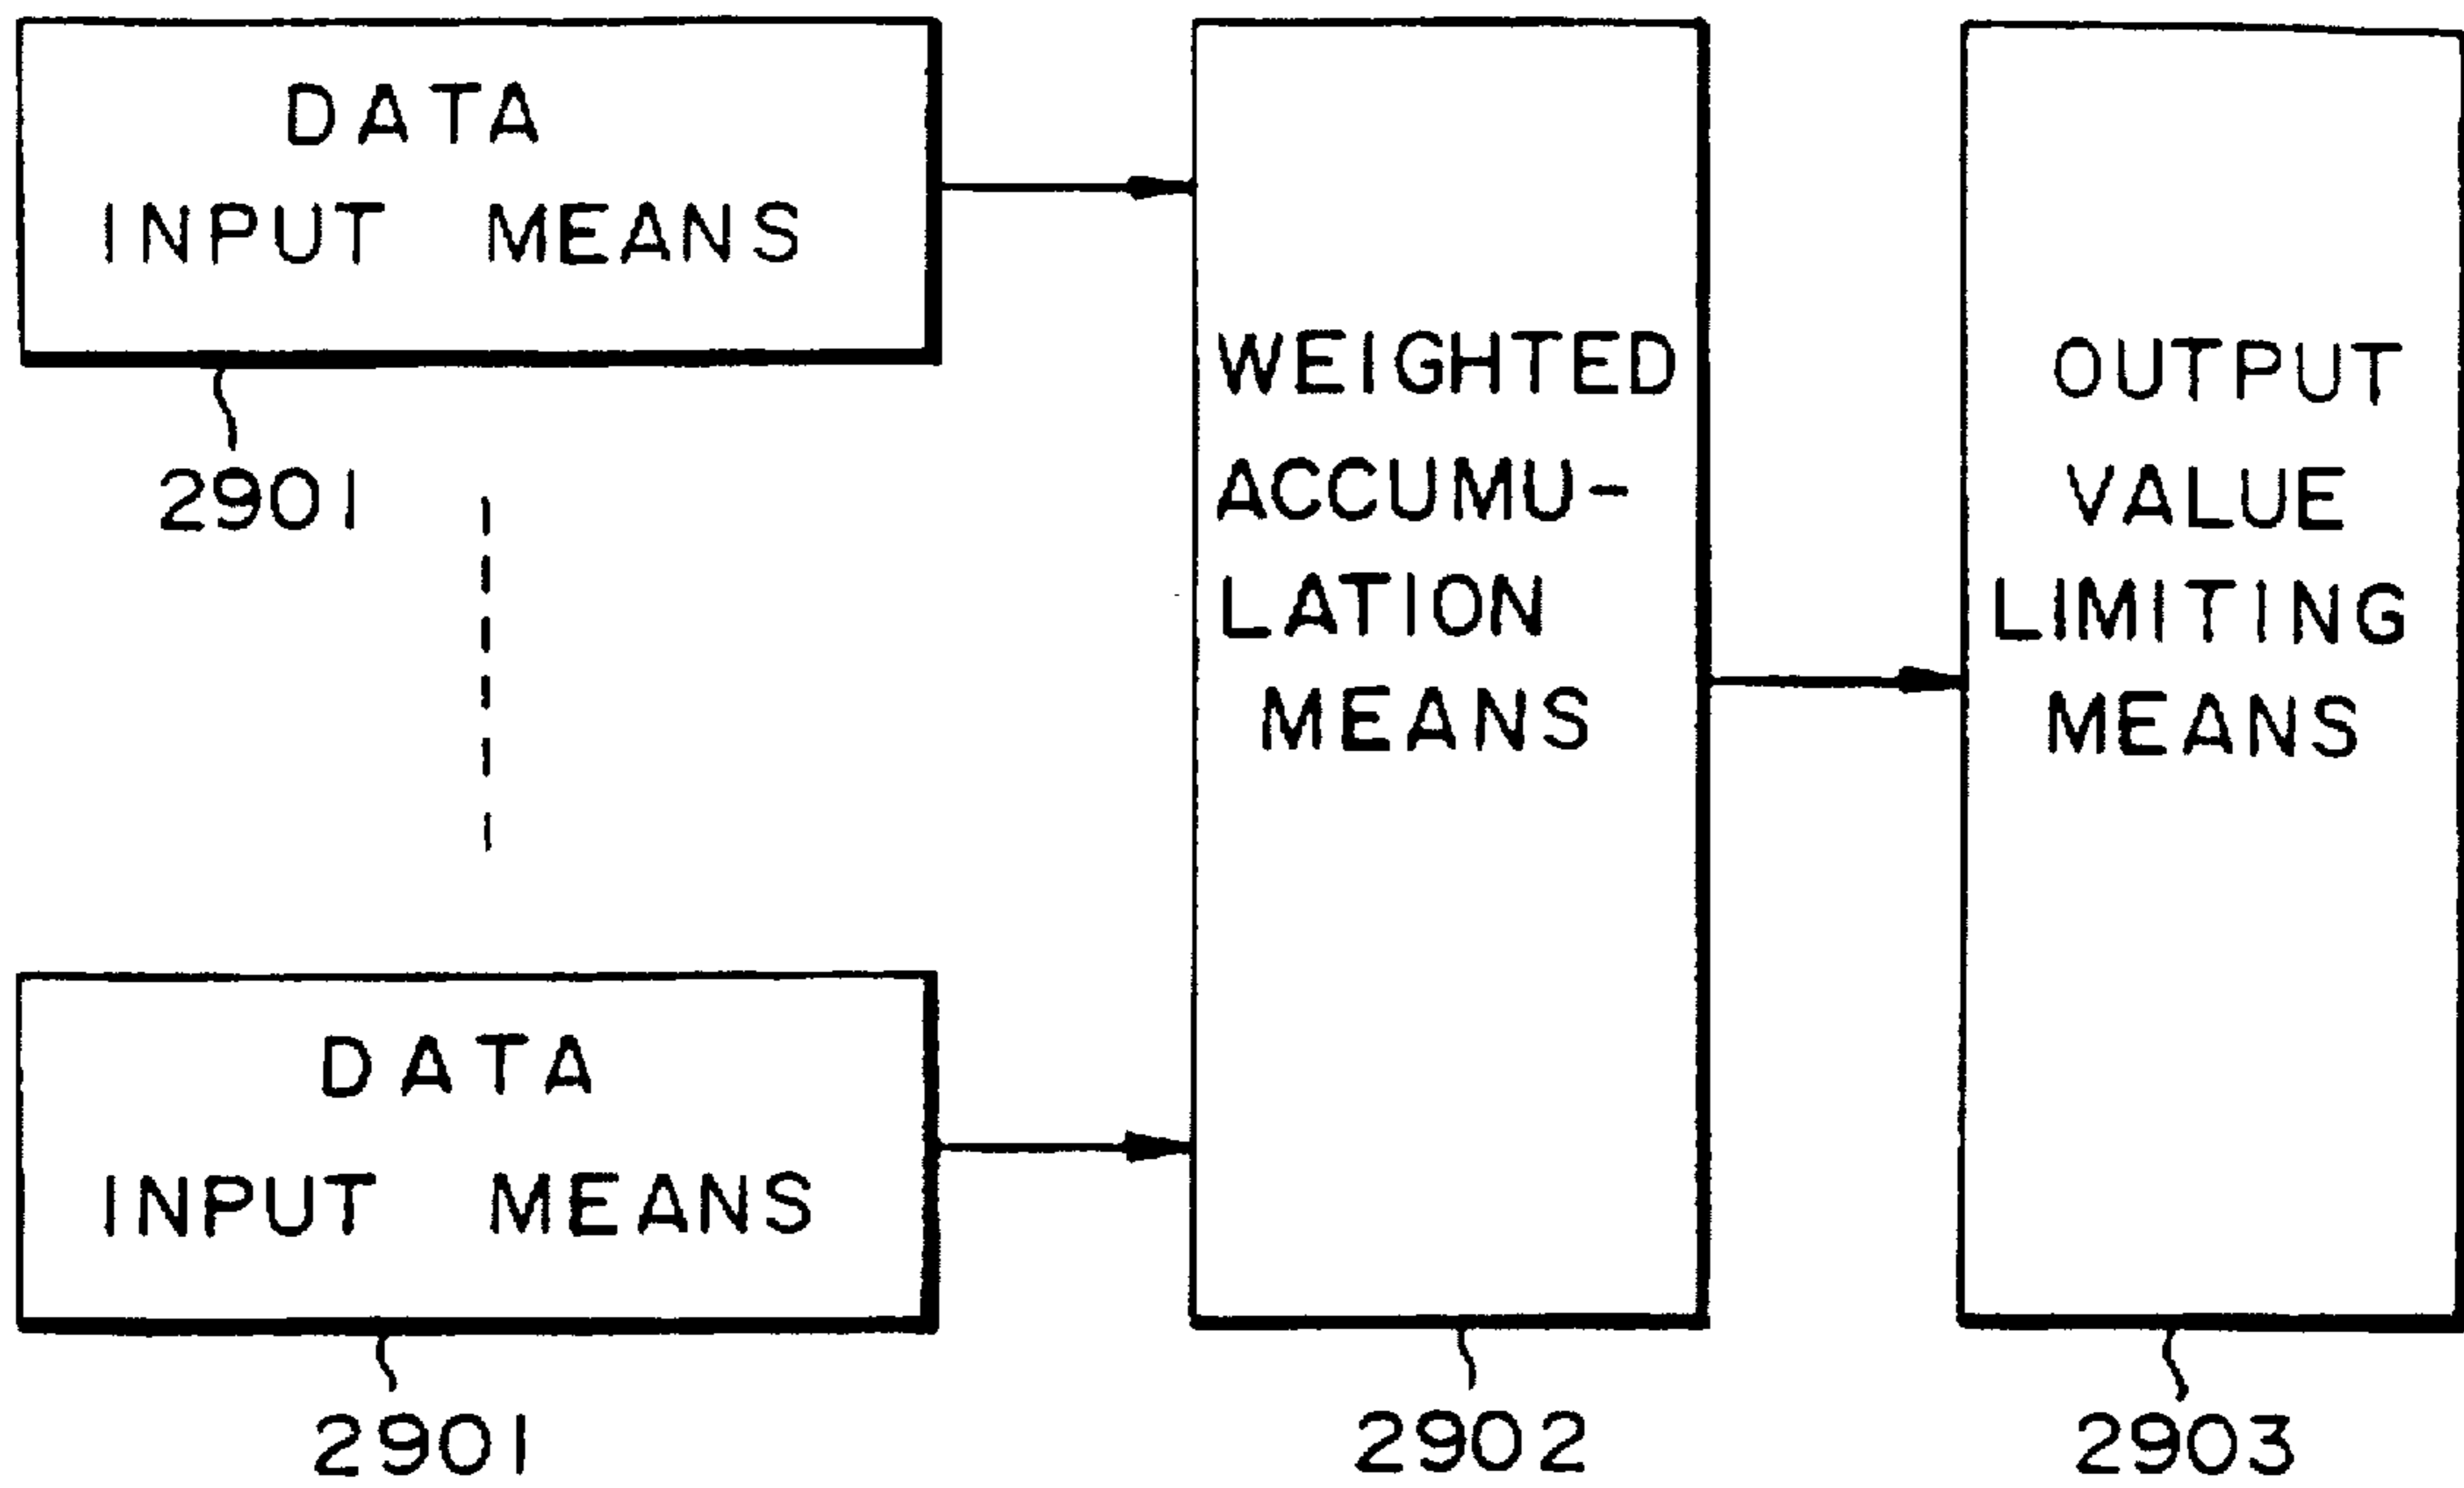 DATA
INPUT MEANS
2901
DATA
INPUT MEANS
2901
WEIGHTED
ACCUMU-
LATION
MEANS
2902
OUTPUT
VALUE
LIMITING
MEANS
2903